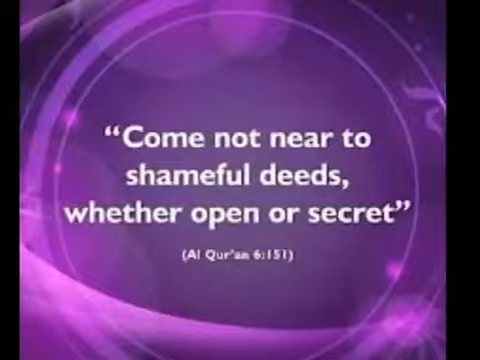 “Come not near to
shameful deeds,
whether open or secret”
(Al Qur'an 6:151)